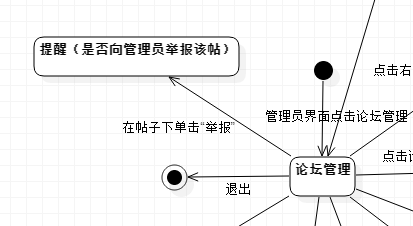 提醒（是否向管理员举报该帖）
点击右
管理员界面点击论坛管理
在帖子下单击“举报”
点击
论坛管理
退出